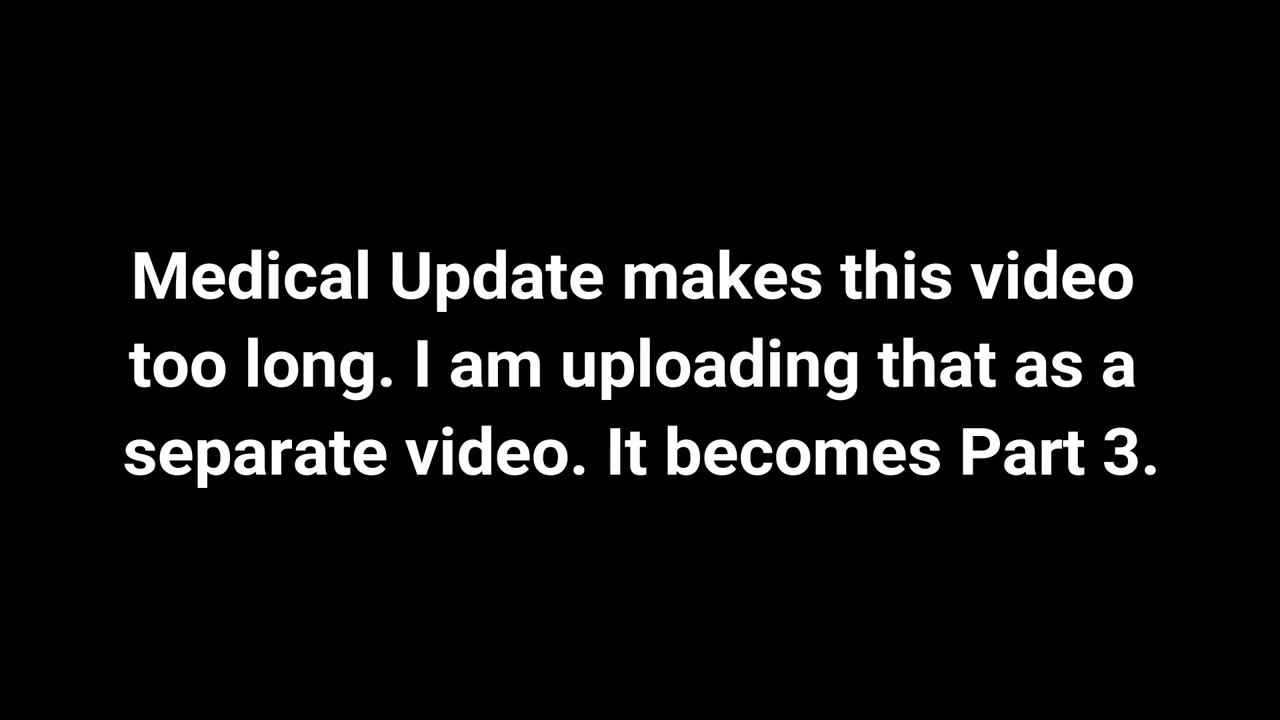 Medical Update makes this video
too long. I am uploading that as a
separate video. It becomes Part 3.